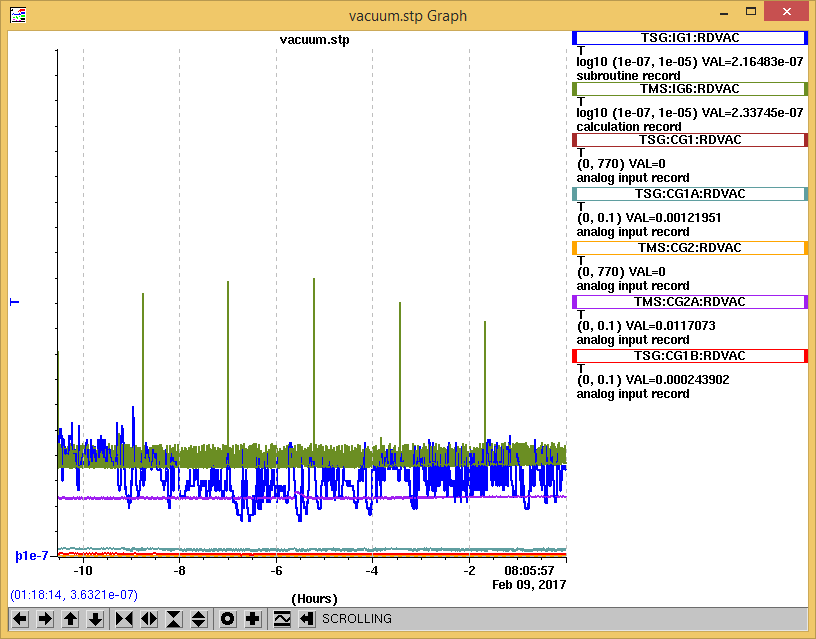 vacuum.stp Graph
vacuum.stp
TSG:IG1:RDVAC
T
log10 (1e-07, 1e-05) VAL=2.16483e-07
subroutine record
TMS:IG6:RDVAC
T
log10 (1e-07, 1e-05) VAL=2.33745e-07
calculation record
TSG:CG1:RDVAC
T
(0, 770) VAL=0
analog input record
TSG:CG1A:RDVAC
T
(0, 0.1) VAL=0.00121951
analog input record
TMS:CG2:RDVAC
T
(0, 770) VAL=0
analog input record
TMS:CG2A:RDVAC
T
(0, 0.1) VAL=0.0117073
analog input record
TSG:CG1B:RDVAC
T
(0, 0.1) VAL=0.000243902
analog input record
T
1e-7
-10 -8 -6 -4 -2 08:05:57
Feb 09, 2017
(Hours)
(01:18:14, 3.6321e-07)
SCROLLING